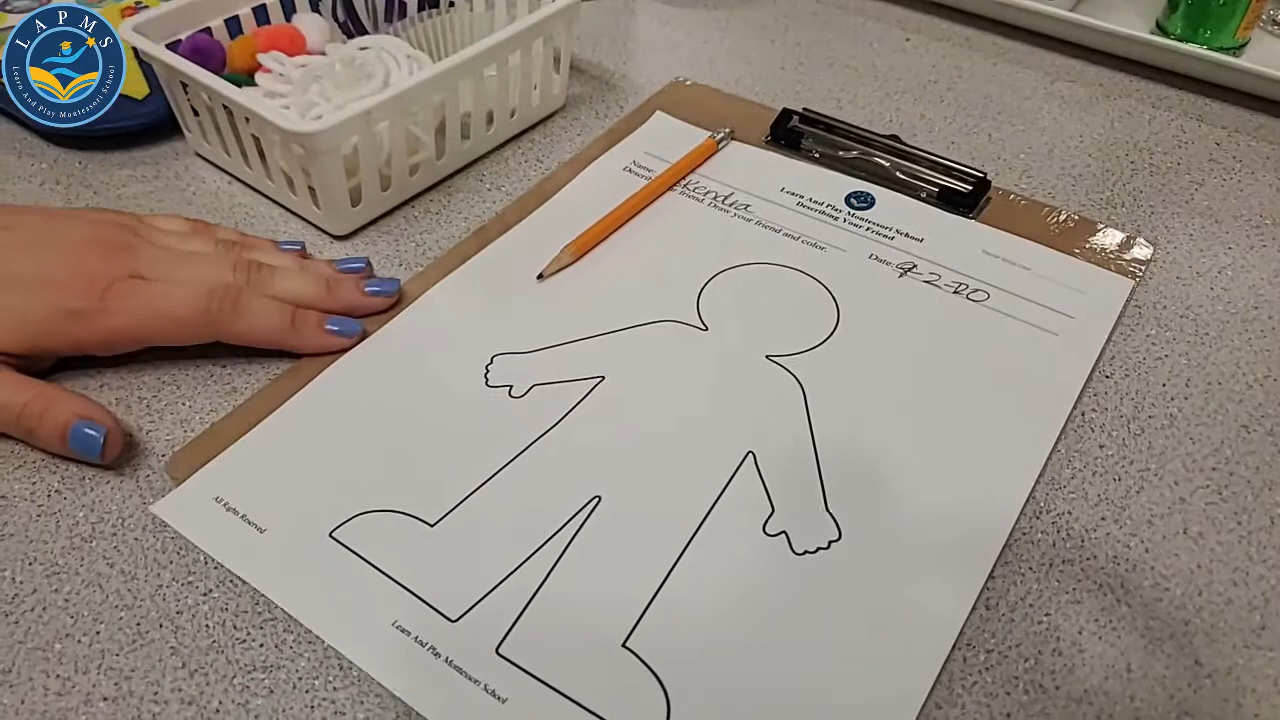 LAPMS
Learn And Play Montessori School
Learn And Play Montessori School
Describing Your Friend
Name: Kendra
Date: 9-2-20
your friend. Draw your friend and color.
All Rights Reserved
Learn And Play Montessori School